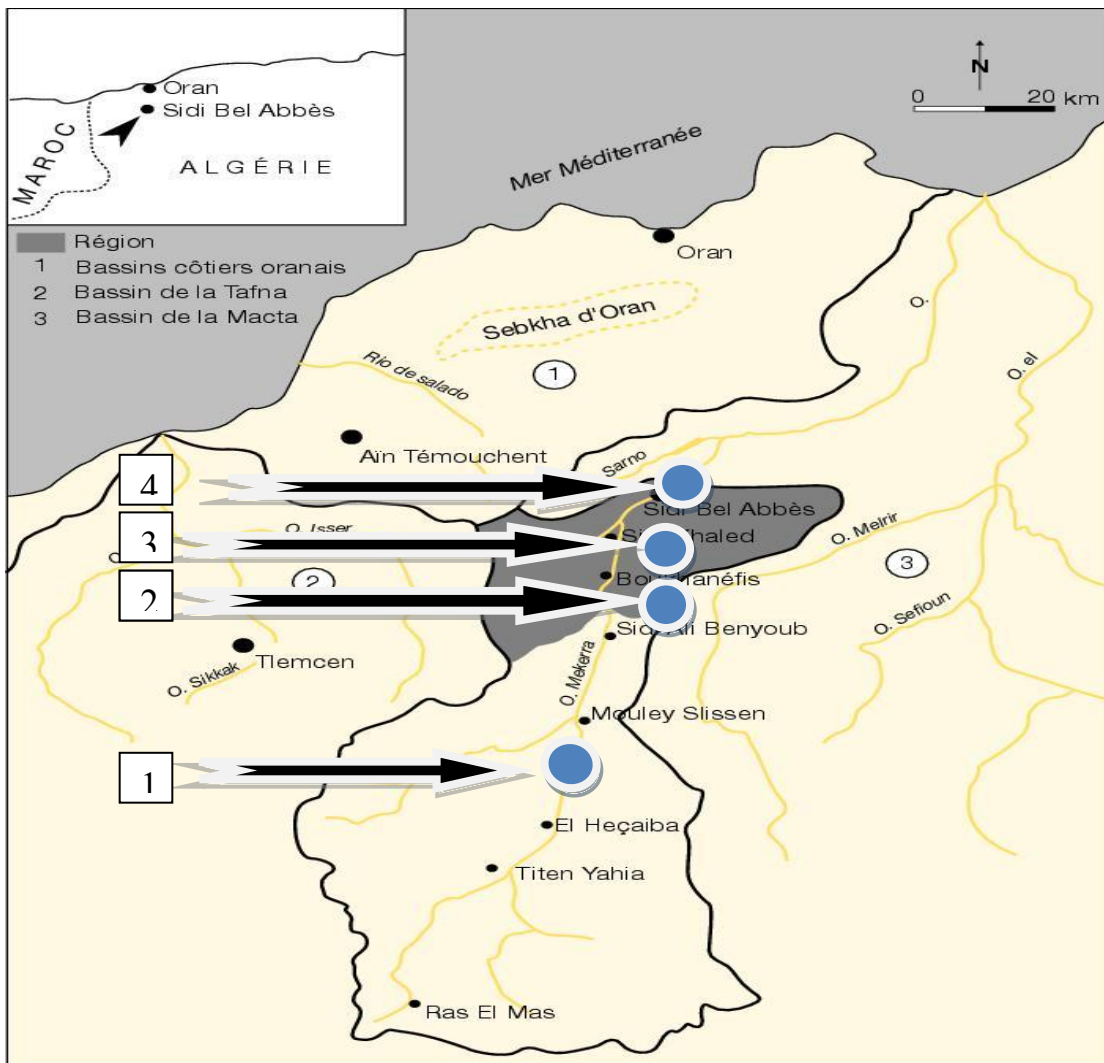 Oran
Sidi Bel Abbès
MAROC
ALGÉRIE
N
0 20 km
Mer Méditerranée
Région
1 Bassins côtiers oranais
2 Bassin de la Tafna
3 Bassin de la Macta
Oran
Sebkha d'Oran
O.
Rio de salado
1
O. el
Aïn Témouchent
Sarno
4
Sidi Bel Abbès
O. Isser
3
O. Melrir
3
2
2
Sidi Ali Benyoub
O. Sefioun
Tlemcen
O. Sikkak
O. Mekerra
Mouley Slissen
1
El Heçaiba
Titen Yahia
Ras El Mas